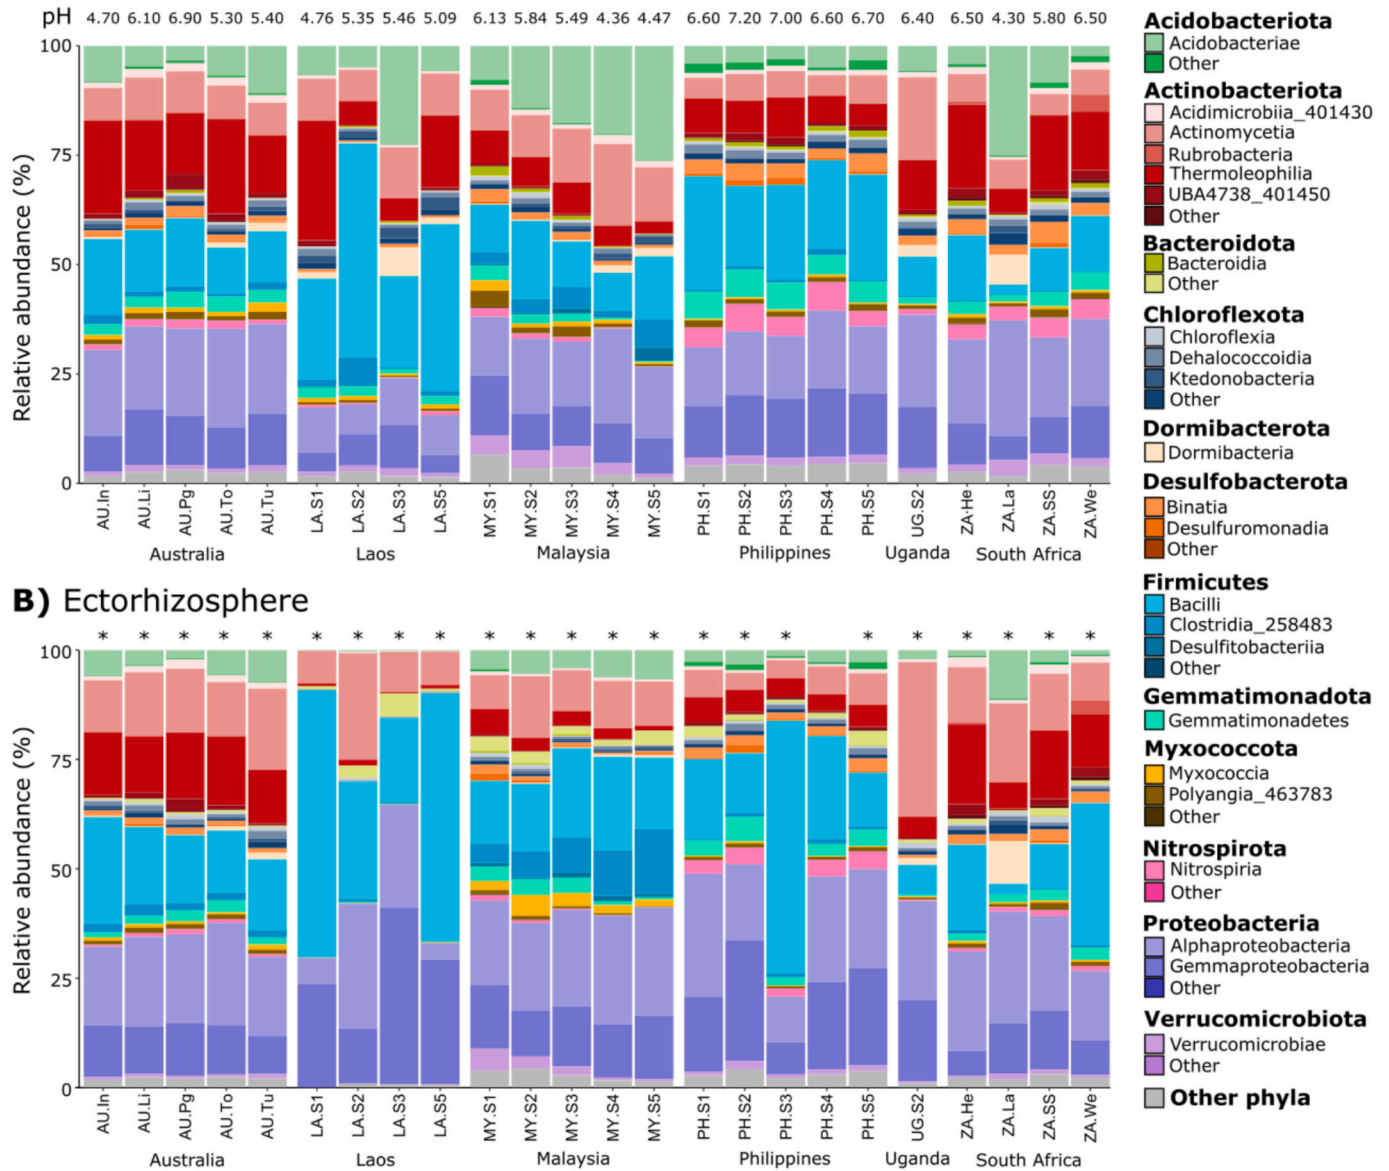 pH 4.70 6.10 6.90 5.30 5.40 4.76 5.35 5.46 5.09 6.13 5.84 5.49 4.36 4.47 6.60 7.20 7.00 6.60 6.70 6.40 6.50 4.30 5.80 6.50
Relative abundance (%)
100
75
50
25
0
AU.In AU.Li AU.Pg AU.To AU.Tu LA.S1 LA.S2 LA.S3 LA.S5 MY.S1 MY.S2 MY.S3 MY.S4 MY.S5 PH.S1 PH.S2 PH.S3 PH.S4 PH.S5 UG.S2 ZA.He ZA.La ZA.SS ZA.We
Australia Laos Malaysia Philippines Uganda South Africa
B) Ectorhizosphere
* * * * * * * * * * * * * * * * * * * * * * *
Relative abundance (%)
100
75
50
25
0
AU.In AU.Li AU.Pg AU.To AU.Tu LA.S1 LA.S2 LA.S3 LA.S5 MY.S1 MY.S2 MY.S3 MY.S4 MY.S5 PH.S1 PH.S2 PH.S3 PH.S4 PH.S5 UG.S2 ZA.He ZA.La ZA.SS ZA.We
Australia Laos Malaysia Philippines Uganda South Africa
Acidobacteriota
Acidobacteriae
Other
Actinobacteriota
Acidimicrobiia_401430
Actinomycetia
Rubrobacteria
Thermoleophilia
UBA4738_401450
Other
Bacteroidota
Bacteroidia
Other
Chloroflexota
Chloroflexia
Dehalococcoidia
Ktedonobacteria
Other
Dormibacterota
Dormibacteria
Desulfobacterota
Binatia
Desulfuromonadia
Other
Firmicutes
Bacilli
Clostridia_258483
Desulfitobacteriia
Other
Gemmatimonadota
Gemmatimonadetes
Myxococcota
Myxococcia
Polyangia_463783
Other
Nitrospirota
Nitrospiria
Other
Proteobacteria
Alphaproteobacteria
Gemmaproteobacteria
Other
Verrucomicrobiota
Verrucomicrobiae
Other
Other phyla